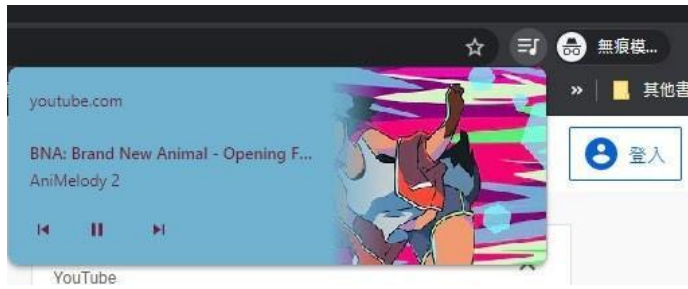 無痕模...
»
其他書
youtube.com
BNA: Brand New Animal - Opening F...
AniMelody 2
登入
YouTube